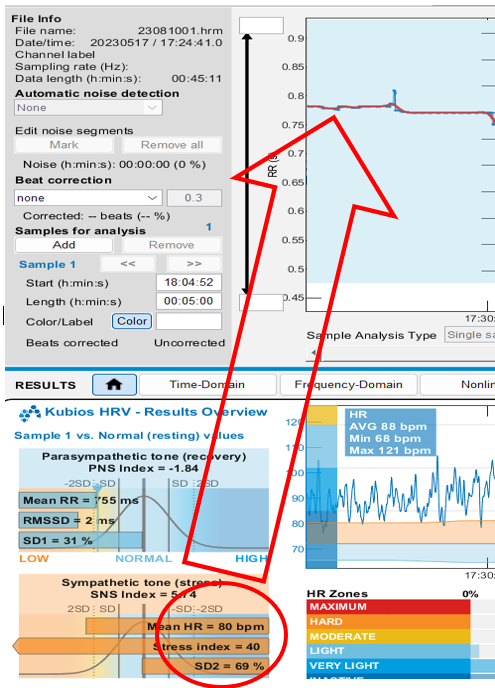 File Info
File name: 23081001.hrm
Date/time: 20230517 / 17:24:41.0
Channel label
Sampling rate (Hz):
Data length (h:min:s): 00:45:11
Automatic noise detection
None
Edit noise segments
Mark Remove all
Noise (h:min:s): 00:00:00 (0 %)
Beat correction
none 0.3
Corrected: -- beats (-- %)
Samples for analysis 1
Add Remove
Sample 1 << >>
Start (h:min:s) 18:04:52
Length (h:min:s) 00:05:00
Color/Label Color
Beats corrected Uncorrected
RR (s)
0.9
0.85
0.8
0.75
0.7
0.65
0.6
0.55
0.5
0.45
17:30:
Sample Analysis Type Single sa
RESULTS Time-Domain Frequency-Domain Nonlin
Kubios HRV - Results Overview
Sample 1 vs. Normal (resting) values
Parasympathetic tone (recovery)
PNS Index = -1.84
-2SD -SD SD 2SD
Mean RR = 755 ms
RMSSD = 2 ms
SD1 = 31 %
LOW NORMAL HIGH
Sympathetic tone (stress)
SNS Index = 5.74
2SD SD -SD -2SD
Mean HR = 80 bpm
Stress index = 40
SD2 = 69 %
HR
AVG 88 bpm
Min 68 bpm
Max 121 bpm
120
110
100
90
80
70
17:30:
HR Zones 0%
MAXIMUM
HARD
MODERATE
LIGHT
VERY LIGHT
INACTIVE